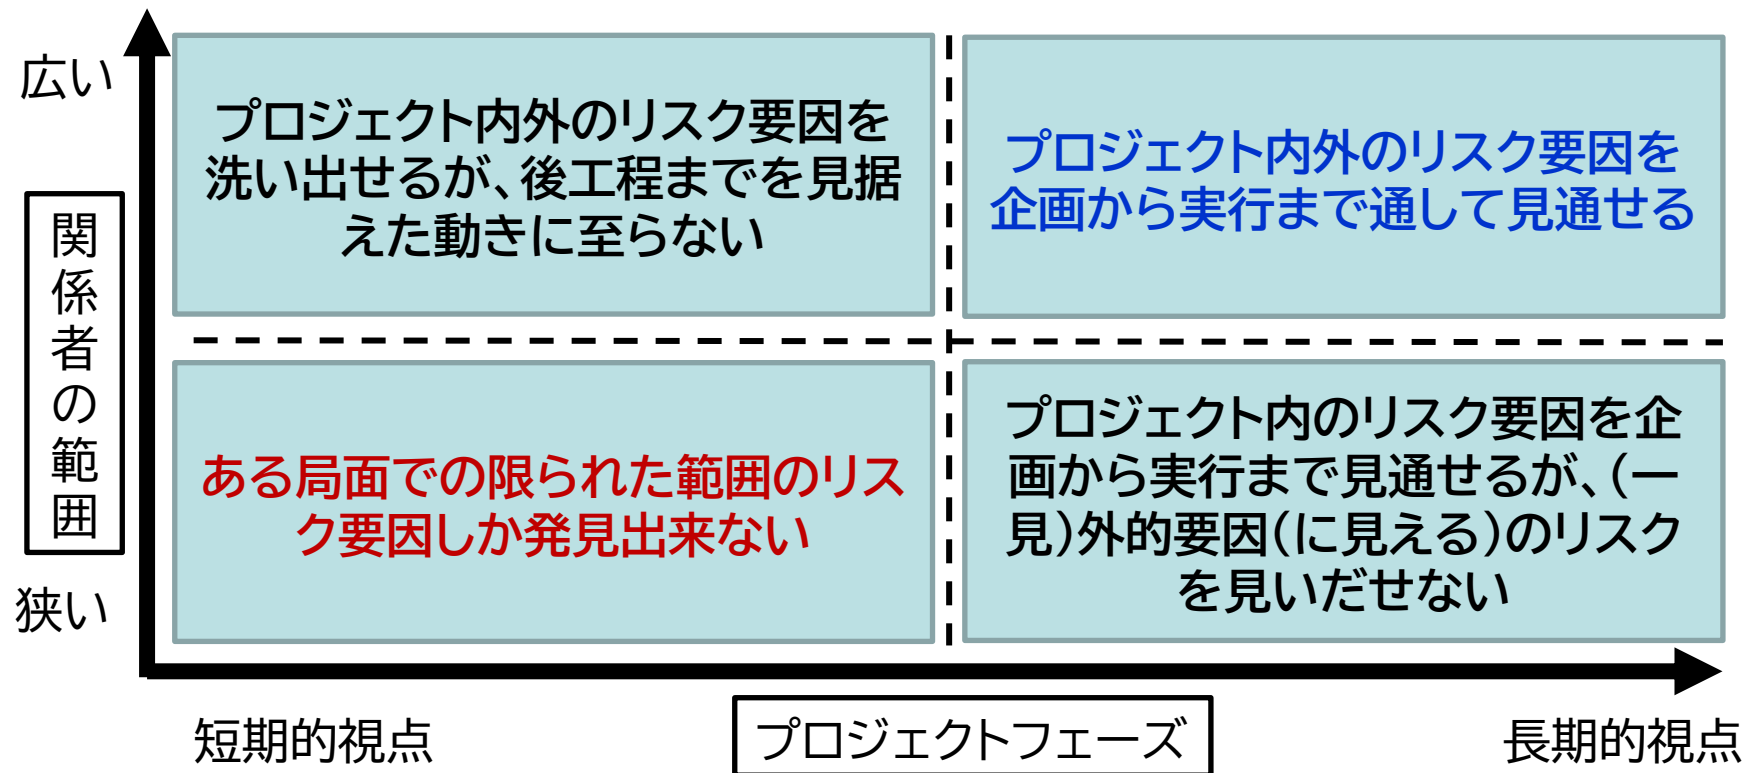 広い
プロジェクト内外のリスク要因を
洗い出せるが、後工程までを見据
えた動きに至らない
プロジェクト内外のリスク要因を
企画から実行まで通して見通せる
関係者の範囲
ある局面での限られた範囲のリス
ク要因しか発見出来ない
プロジェクト内のリスク要因を企
画から実行まで見通せるが、(一
見)外的要因(に見える)のリスク
を見いだせない
狭い
短期的視点
プロジェクトフェーズ
長期的視点